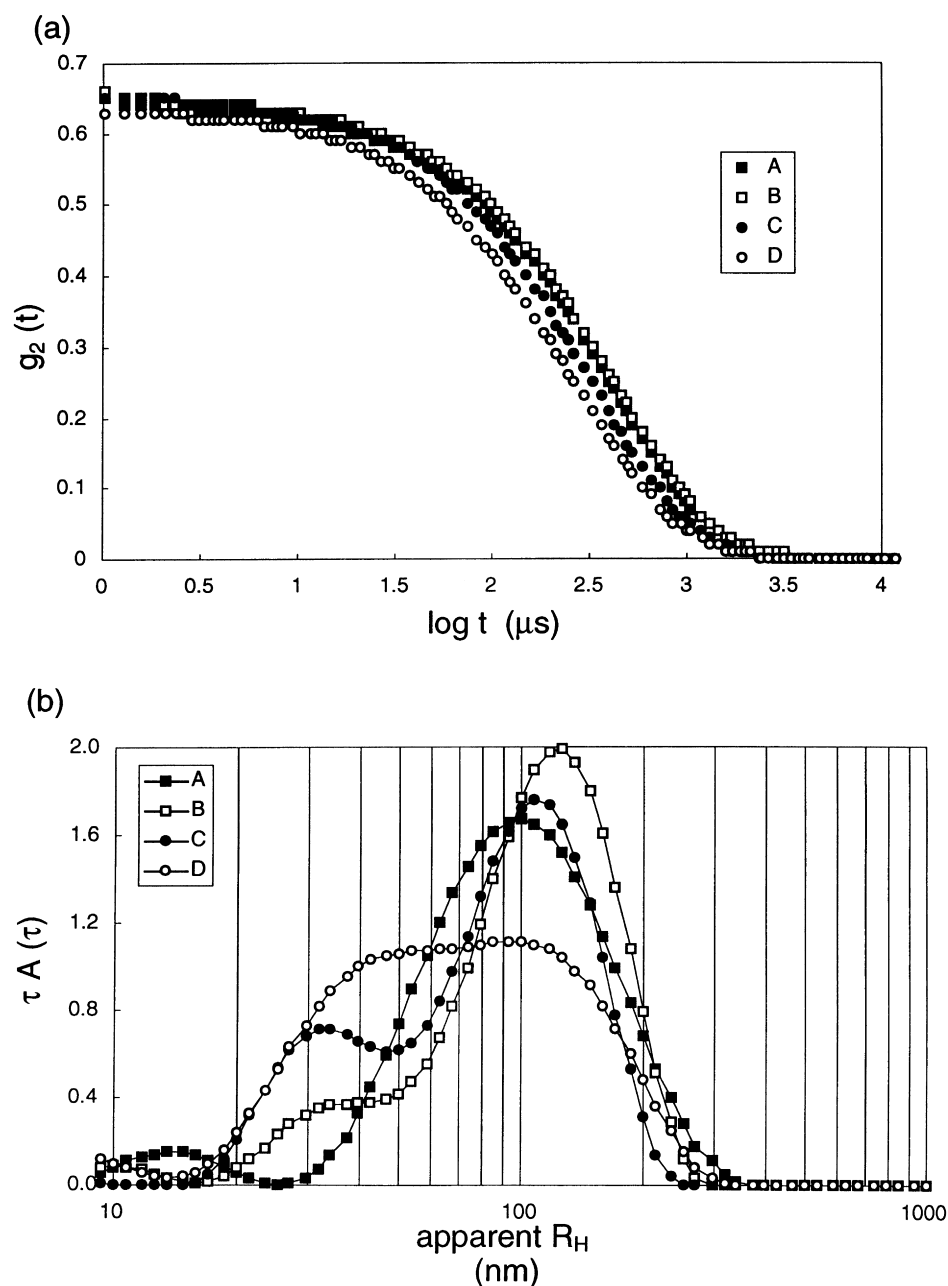 (a)
0.7
0.6
0.5
0.4
0.3
0.2
0.1
0
g2 (t)
A
B
C
D
0 0.5 1 1.5 2 2.5 3 3.5 4
log t (μs)
(b)
2.0
1.6
1.2
0.8
0.4
0.0
τ A (τ)
A
B
C
D
10 100 1000
apparent RH
(nm)